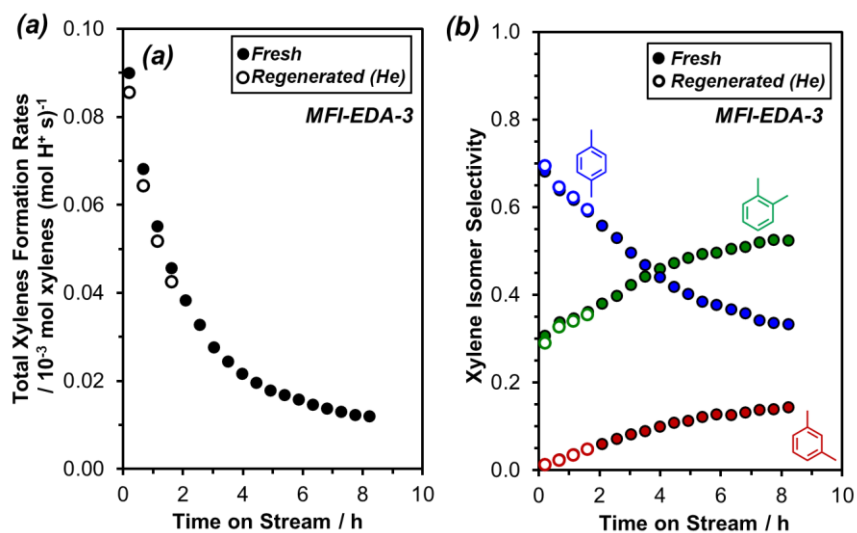 (a)
(a)
Fresh
Regenerated (He)
MFI-EDA-3
Total Xylenes Formation Rates
/ 10⁻³ mol xylenes (mol H⁺ s)⁻¹
0.10
0.08
0.06
0.04
0.02
0.00
0 2 4 6 8 10
Time on Stream / h
(b)
Fresh
Regenerated (He)
MFI-EDA-3
Xylene Isomer Selectivity
1.0
0.8
0.6
0.4
0.2
0.0
0 2 4 6 8 10
Time on Stream / h